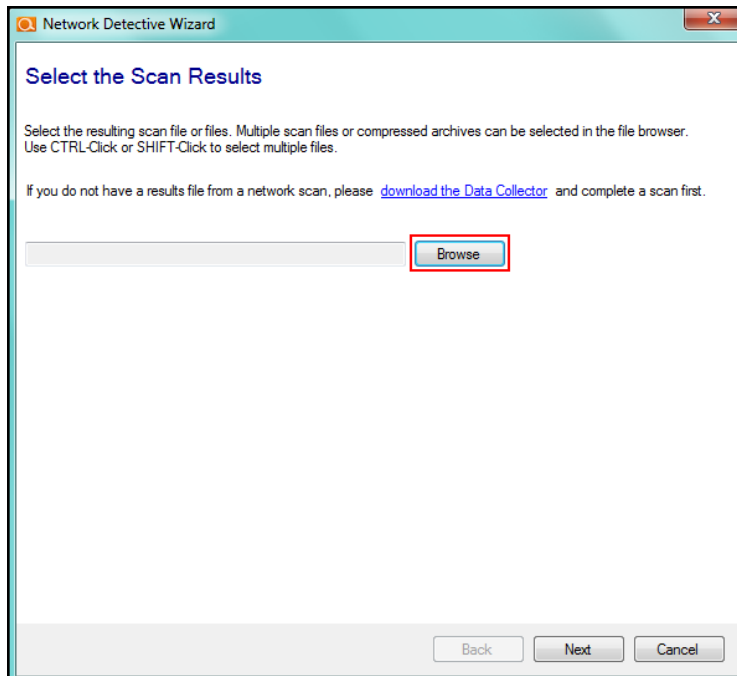 Network Detective Wizard
X
Select the Scan Results
Select the resulting scan file or files. Multiple scan files or compressed archives can be selected in the file browser.
Use CTRL-Click or SHIFT-Click to select multiple files.
If you do not have a results file from a network scan, please download the Data Collector and complete a scan first.
Browse
Back Next Cancel